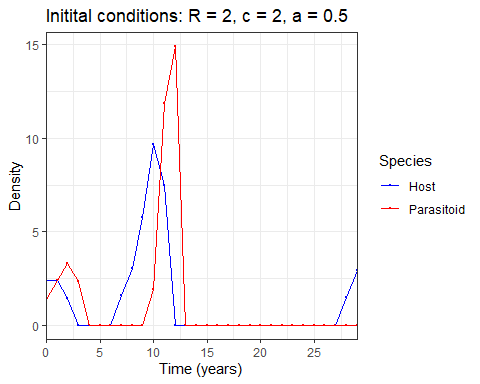 Initital conditions: R = 2, c = 2, a = 0.5
15
10
5
0
Density
0 5 10 15 20 25
Time (years)
Species
Host
Parasitoid